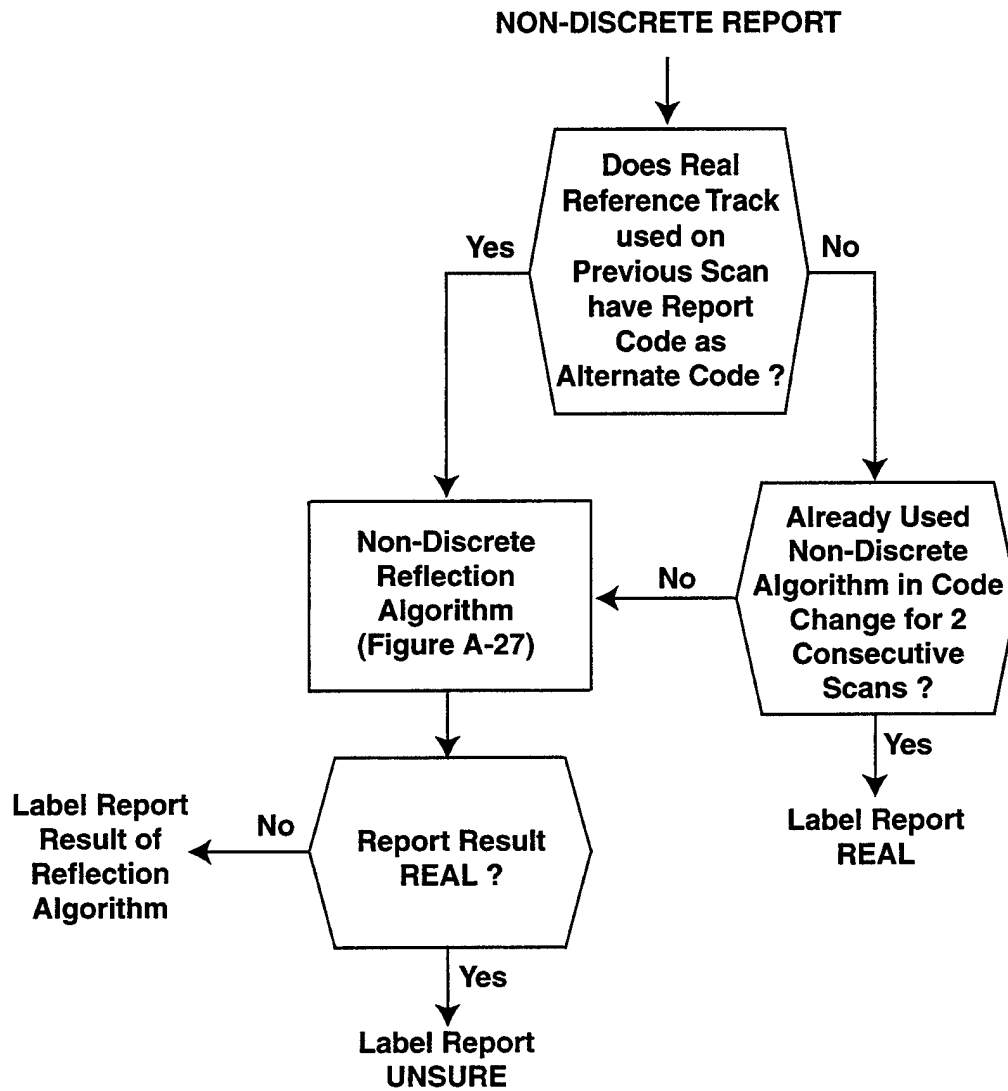 NON-DISCRETE REPORT
Does Real
Reference Track
used on
Previous Scan
have Report
Code as
Alternate Code ?
Yes
No
Already Used
Non-Discrete
Algorithm in Code
Change for 2
Consecutive
Scans ?
No
Non-Discrete
Reflection
Algorithm
(Figure A-27)
Yes
Label Report
REAL
Report Result
REAL ?
No
Label Report
Result of
Reflection
Algorithm
Yes
Label Report
UNSURE